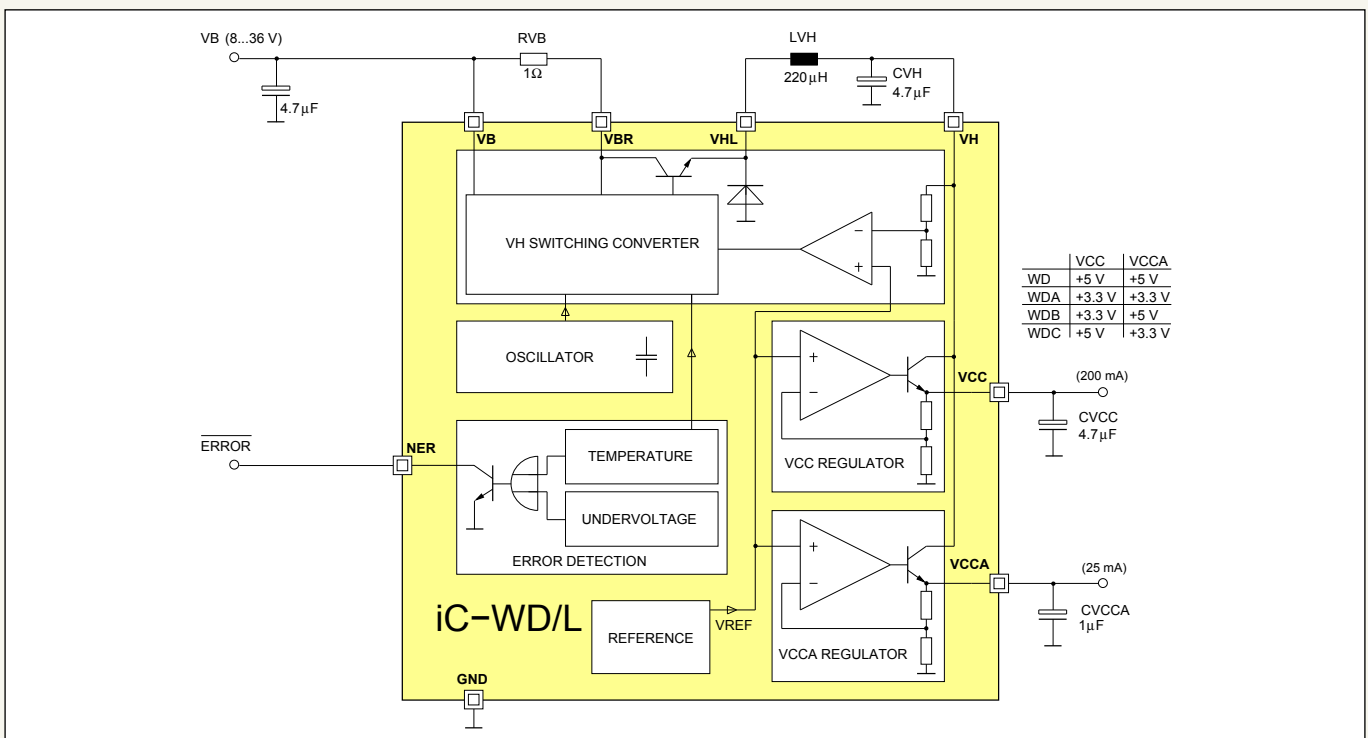 VB (8...36 V)
RVB
1Ω
LVH
220µH
CVH
4.7µF
4.7µF
VB
VBR
VHL
VH
VH SWITCHING CONVERTER
−
+
VCC VCCA
WD +5 V +5 V
WDA +3.3 V +3.3 V
WDB +3.3 V +5 V
WDC +5 V +3.3 V
OSCILLATOR
+
−
VCC REGULATOR
VCC
(200 mA)
CVCC
4.7µF
ERROR
NER
TEMPERATURE
UNDERVOLTAGE
ERROR DETECTION
+
−
VCCA REGULATOR
VCCA
(25 mA)
CVCCA
1µF
iC−WD/L
REFERENCE
VREF
GND